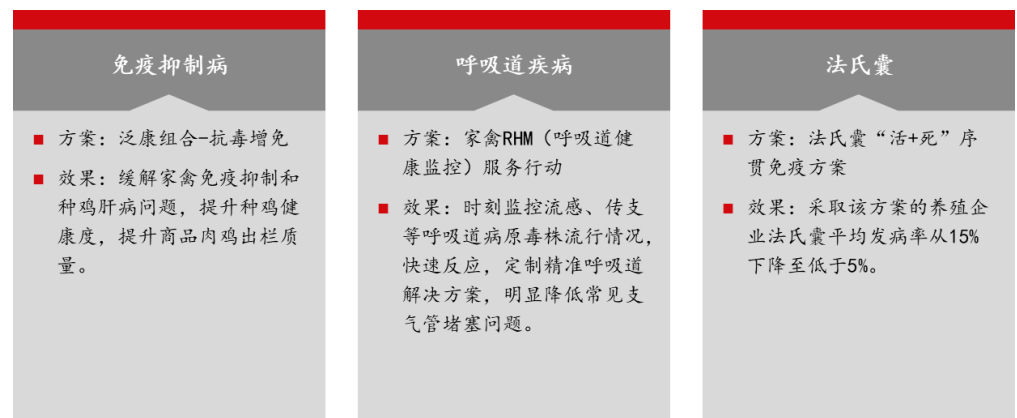 免疫抑制病
方案：泛康组合-抗毒增免
效果：缓解家禽免疫抑制和
种鸡肝病问题，提升种鸡健
康度，提升商品肉鸡出栏质
量。
呼吸道疾病
方案：家禽RHM（呼吸道健
康监控）服务行动
效果：时刻监控流感、传支
等呼吸道病原毒株流行情况，
快速反应，定制精准呼吸道
解决方案，明显降低常见支
气管堵塞问题。
法氏囊
方案：法氏囊“活+死”序
贯免疫方案
效果：采取该方案的养殖企
业法氏囊平均发病率从15%
下降至低于5%。